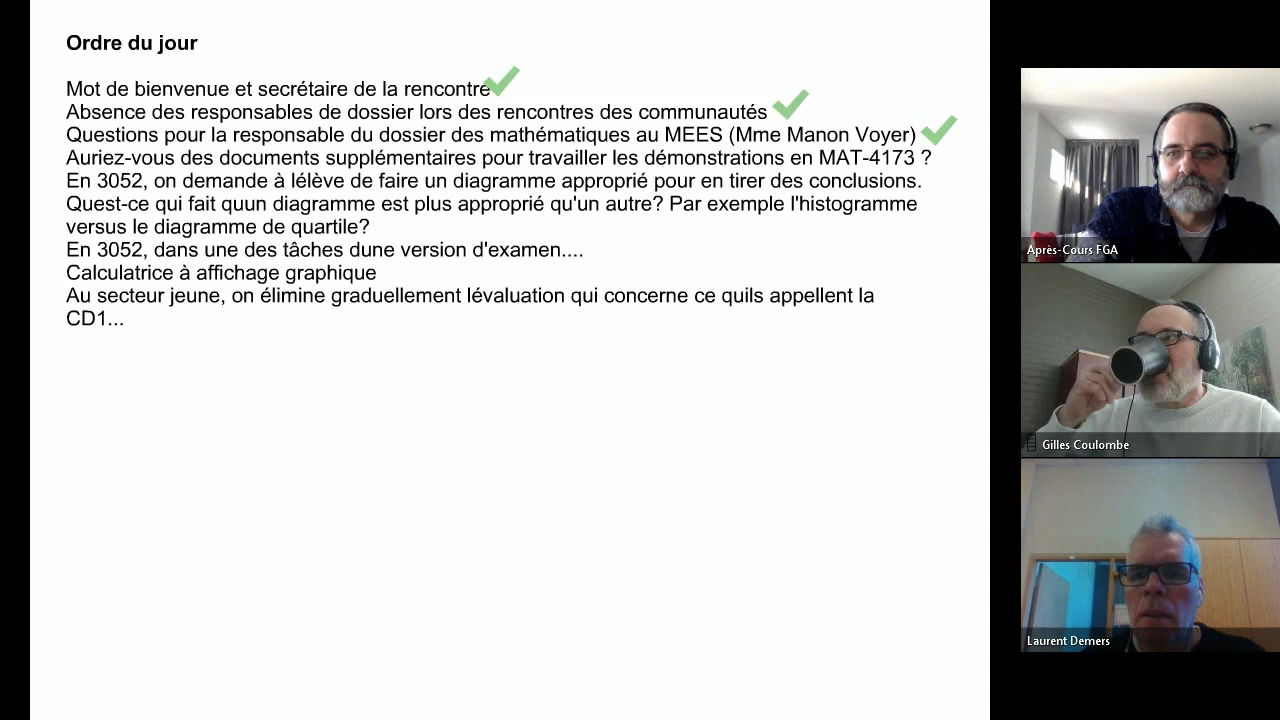 Ordre du jour
Mot de bienvenue et secrétaire de la rencontre
Absence des responsables de dossier lors des rencontres des communautés
Questions pour la responsable du dossier des mathématiques au MEES (Mme Manon Voyer)
Auriez-vous des documents supplémentaires pour travailler les démonstrations en MAT-4173 ?
En 3052, on demande à lélève de faire un diagramme approprié pour en tirer des conclusions.
Quest-ce qui fait quun diagramme est plus approprié qu'un autre? Par exemple l'histogramme
versus le diagramme de quartile?
En 3052, dans une des tâches dune version d'examen....
Calculatrice à affichage graphique
Au secteur jeune, on élimine graduellement lévaluation qui concerne ce quils appellent la
CD1...
Après-Cours FGA
Gilles Coulombe
Laurent Demers